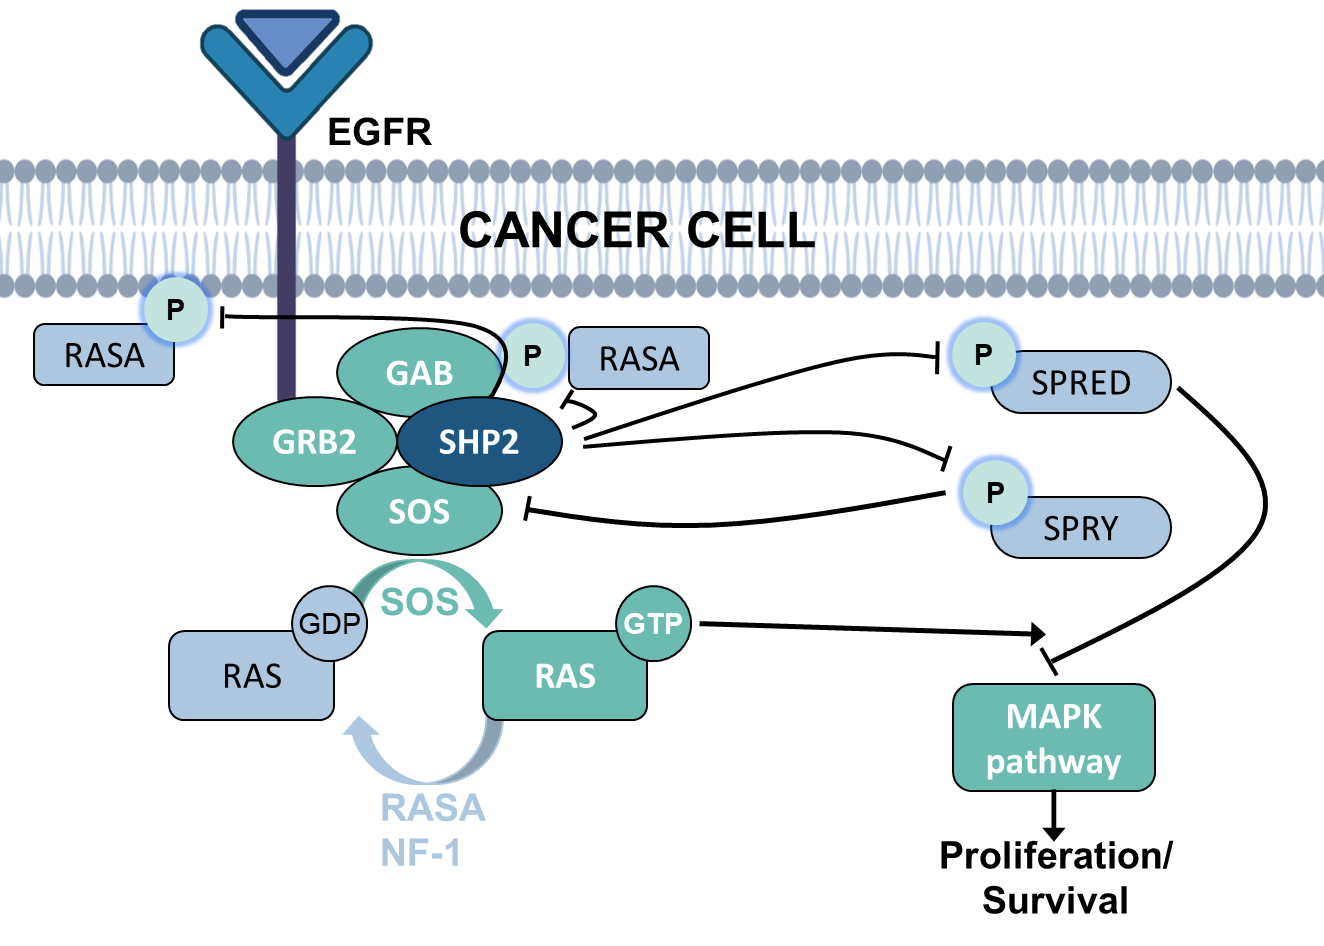 EGFR
CANCER CELL
P
RASA
GAB
P
RASA
P
SPRED
GRB2
SHP2
SOS
P
SPRY
GDP
RAS
SOS
GTP
RAS
RASA
NF-1
MAPK
pathway
Proliferation/
Survival